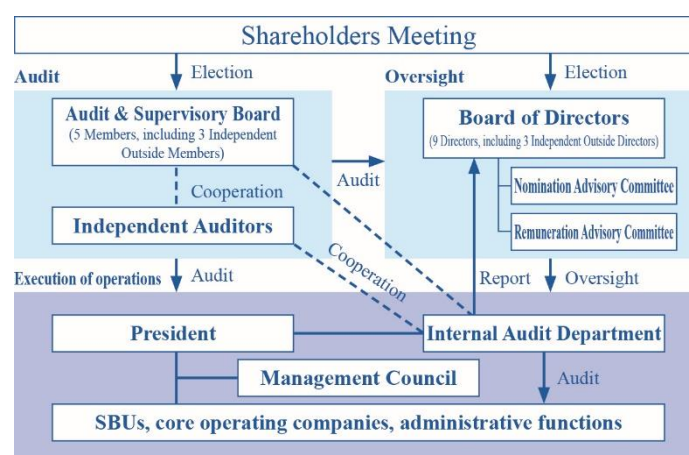 Shareholders Meeting
Audit
Election
Oversight
Election
Audit & Supervisory Board
(5 Members, including 3 Independent
Outside Members)
Board of Directors
(9 Directors, including 3 Independent Outside Directors)
Audit
Nomination Advisory Committee
Cooperation
Independent Auditors
Remuneration Advisory Committee
Cooperation
Execution of operations
Audit
Report
Oversight
President
Internal Audit Department
Management Council
Audit
SBUs, core operating companies, administrative functions